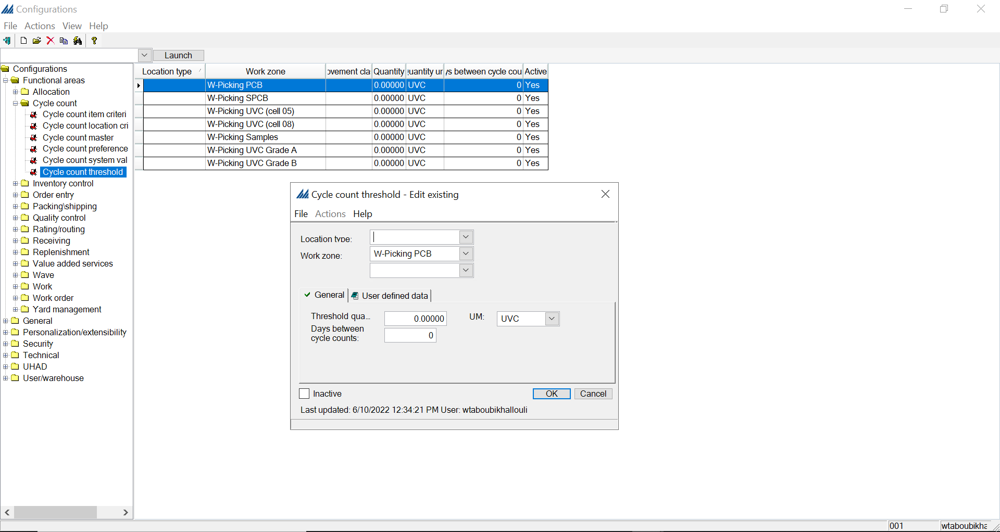 Configurations
File Actions View Help
Launch
Configurations
Functional areas
Allocation
Cycle count
Cycle count item criteri
Cycle count location cri
Cycle count master
Cycle count preference
Cycle count system val
Cycle count threshold
Inventory control
Order entry
Packing\shipping
Quality control
Rating/routing
Receiving
Replenishment
Value added services
Wave
Work
Work order
Yard management
General
Personalization/extensibility
Security
Technical
UHAD
User/warehouse
Location type Work zone ovement cla Quantity uantity ur ys between cycle cou Active
W-Picking PCB 0.00000 UVC 0 Yes
W-Picking SPCB 0.00000 UVC 0 Yes
W-Picking UVC (cell 05) 0.00000 UVC 0 Yes
W-Picking UVC (cell 08) 0.00000 UVC 0 Yes
W-Picking Samples 0.00000 UVC 0 Yes
W-Picking UVC Grade A 0.00000 UVC 0 Yes
W-Picking UVC Grade B 0.00000 UVC 0 Yes
Cycle count threshold - Edit existing
File Actions Help
Location type:
Work zone: W-Picking PCB
General User defined data
Threshold qua... 0.00000 UM: UVC
Days between
cycle counts: 0
Inactive OK Cancel
Last updated: 6/10/2022 12:34:21 PM User: wtaboubikhallouli
001 wtaboubikha